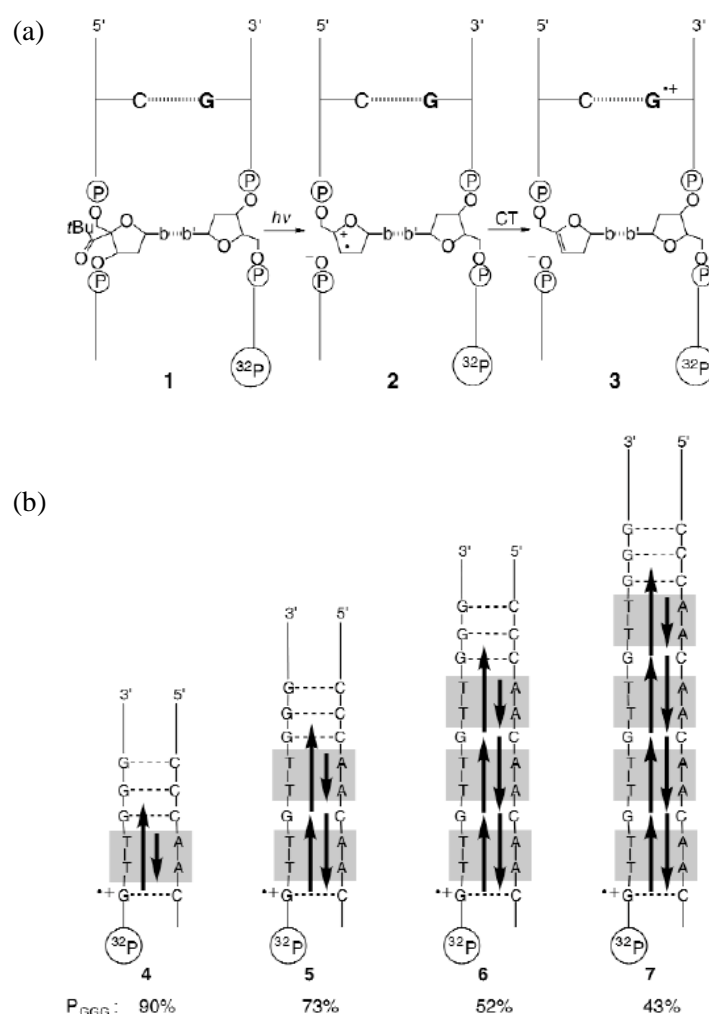 (a)
5' 3' 5' 3' 5' 3'
C G C G C G •+
P O O P P O O P P O O P
tBu O b b' O hν + • b b' O CT O b b' O
O O P O P − P O P − P O P
32P 32P 32P
1 2 3
(b)
3' 5'
G C
G C
G C
T A
T A
•+ G C
32P
4
3' 5'
G C
G C
G C
T A
T A
G C
T A
T A
•+ G C
32P
5
3' 5'
G C
G C
G C
T A
T A
G C
T A
T A
G C
T A
T A
•+ G C
32P
6
3' 5'
G C
G C
G C
T A
T A
G C
T A
T A
G C
T A
T A
G C
T A
T A
•+ G C
32P
7
PGGG : 90% 73% 52% 43%